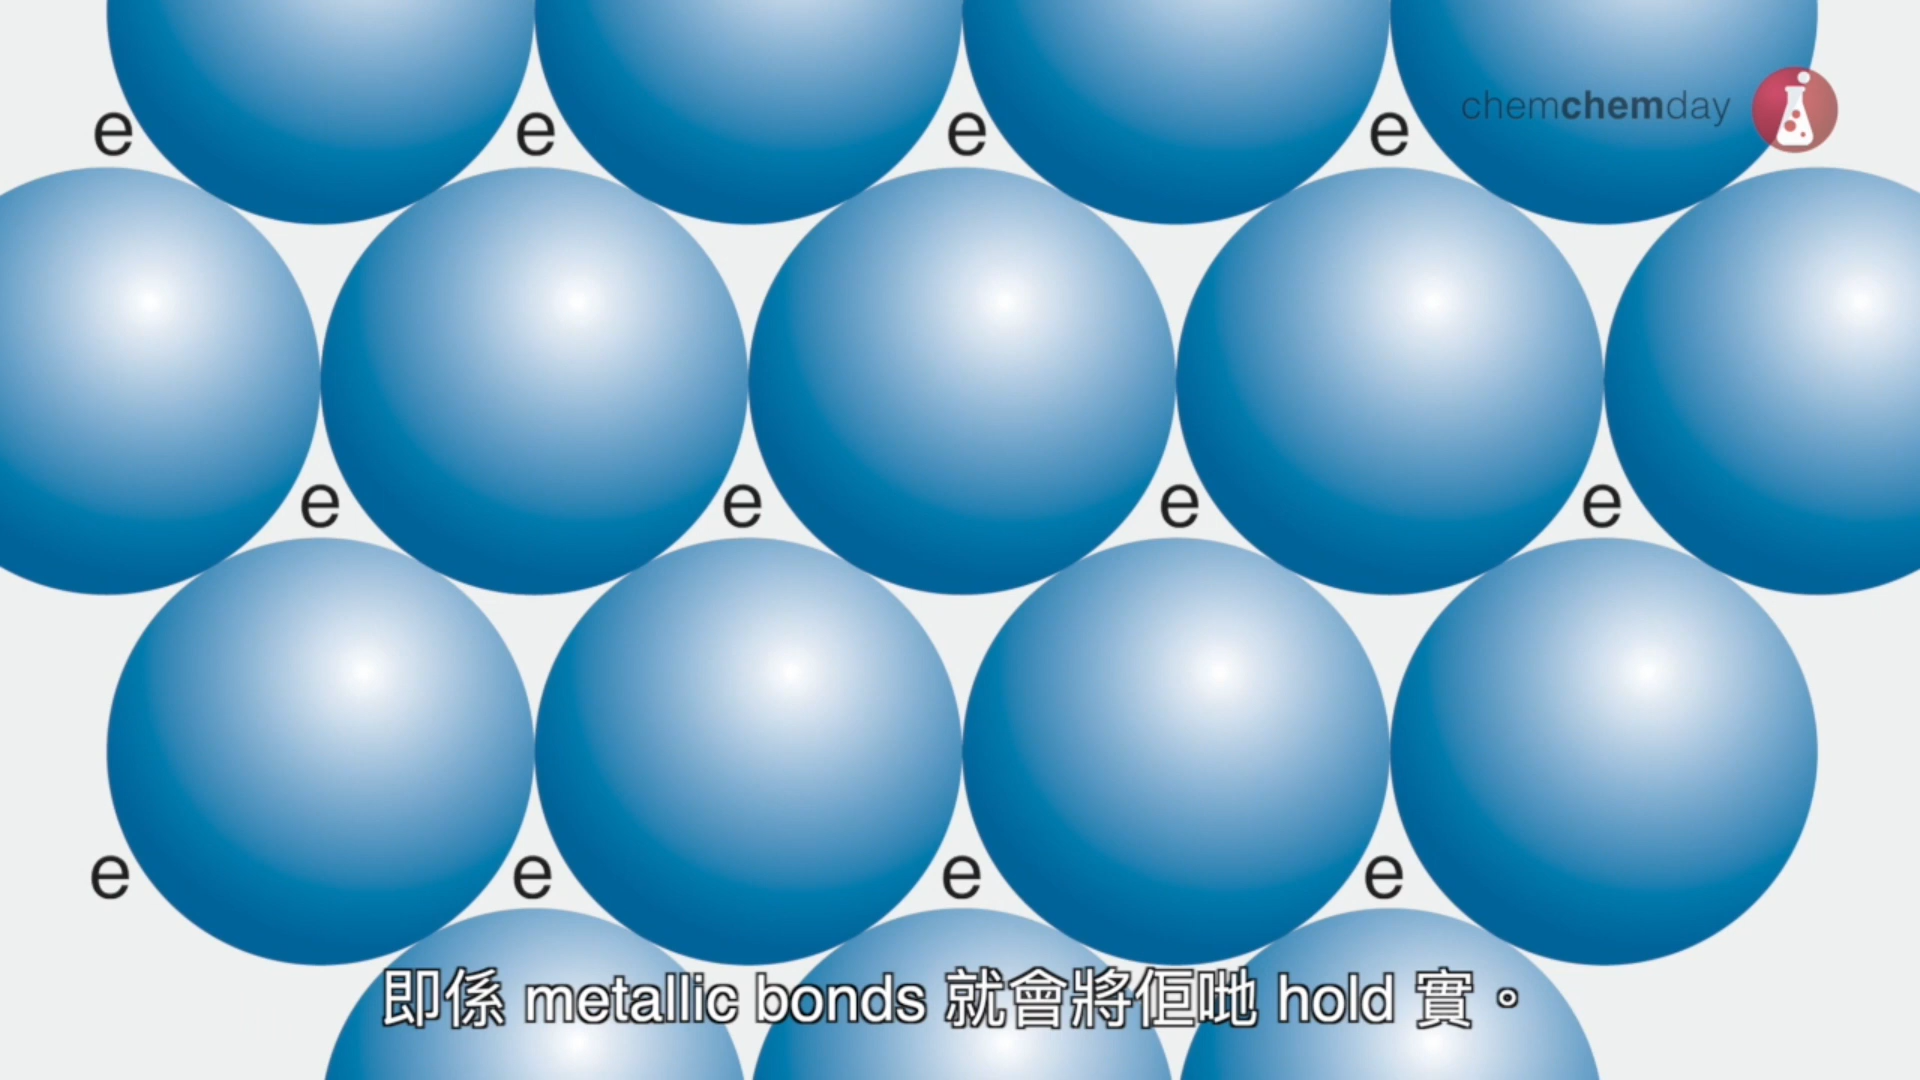 chemchemday
e e e e
e e e e
e e e e
即係 metallic bonds 就會將佢哋 hold 實。